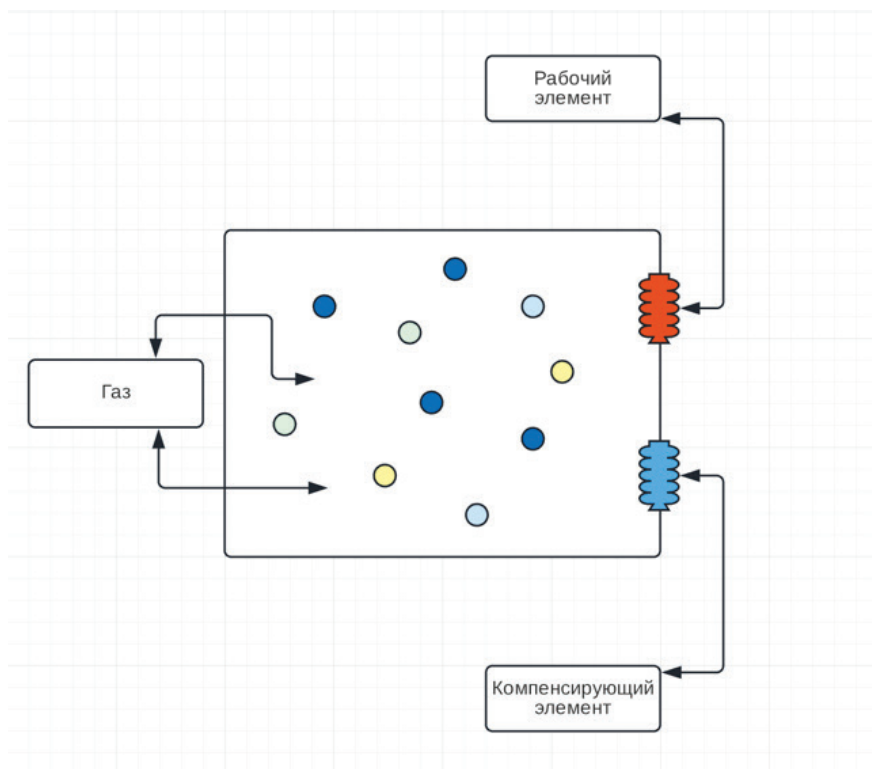 Рабочий
элемент
Газ
Компенсирующий
элемент